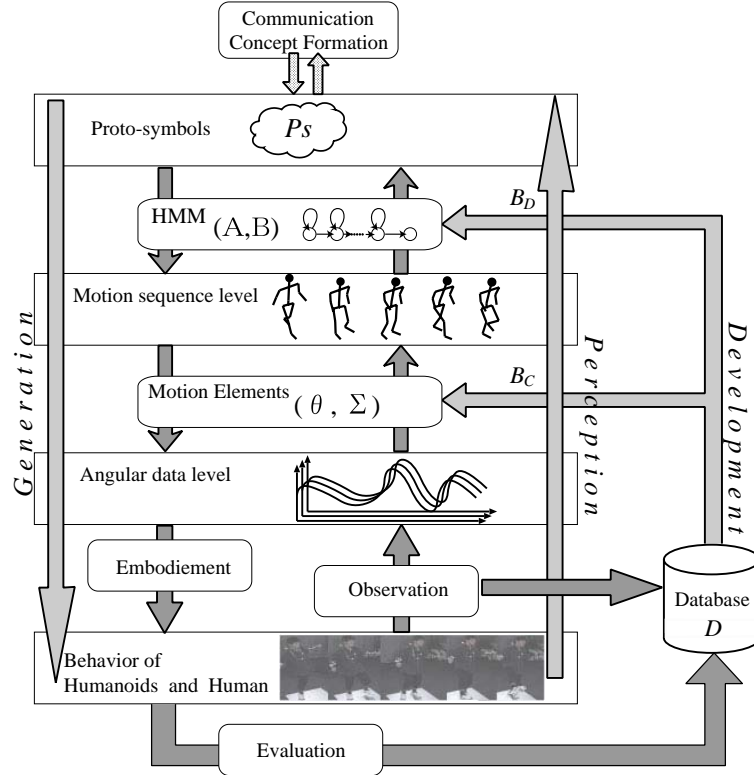 Communication
Concept Formation
Proto-symbols
Ps
HMM (A,B)
B_D
Motion sequence level
Motion Elements (θ, Σ)
B_C
Angular data level
Embodiement
Observation
Database
D
Behavior of
Humanoids and Human
Evaluation
Generation
Perception
Development